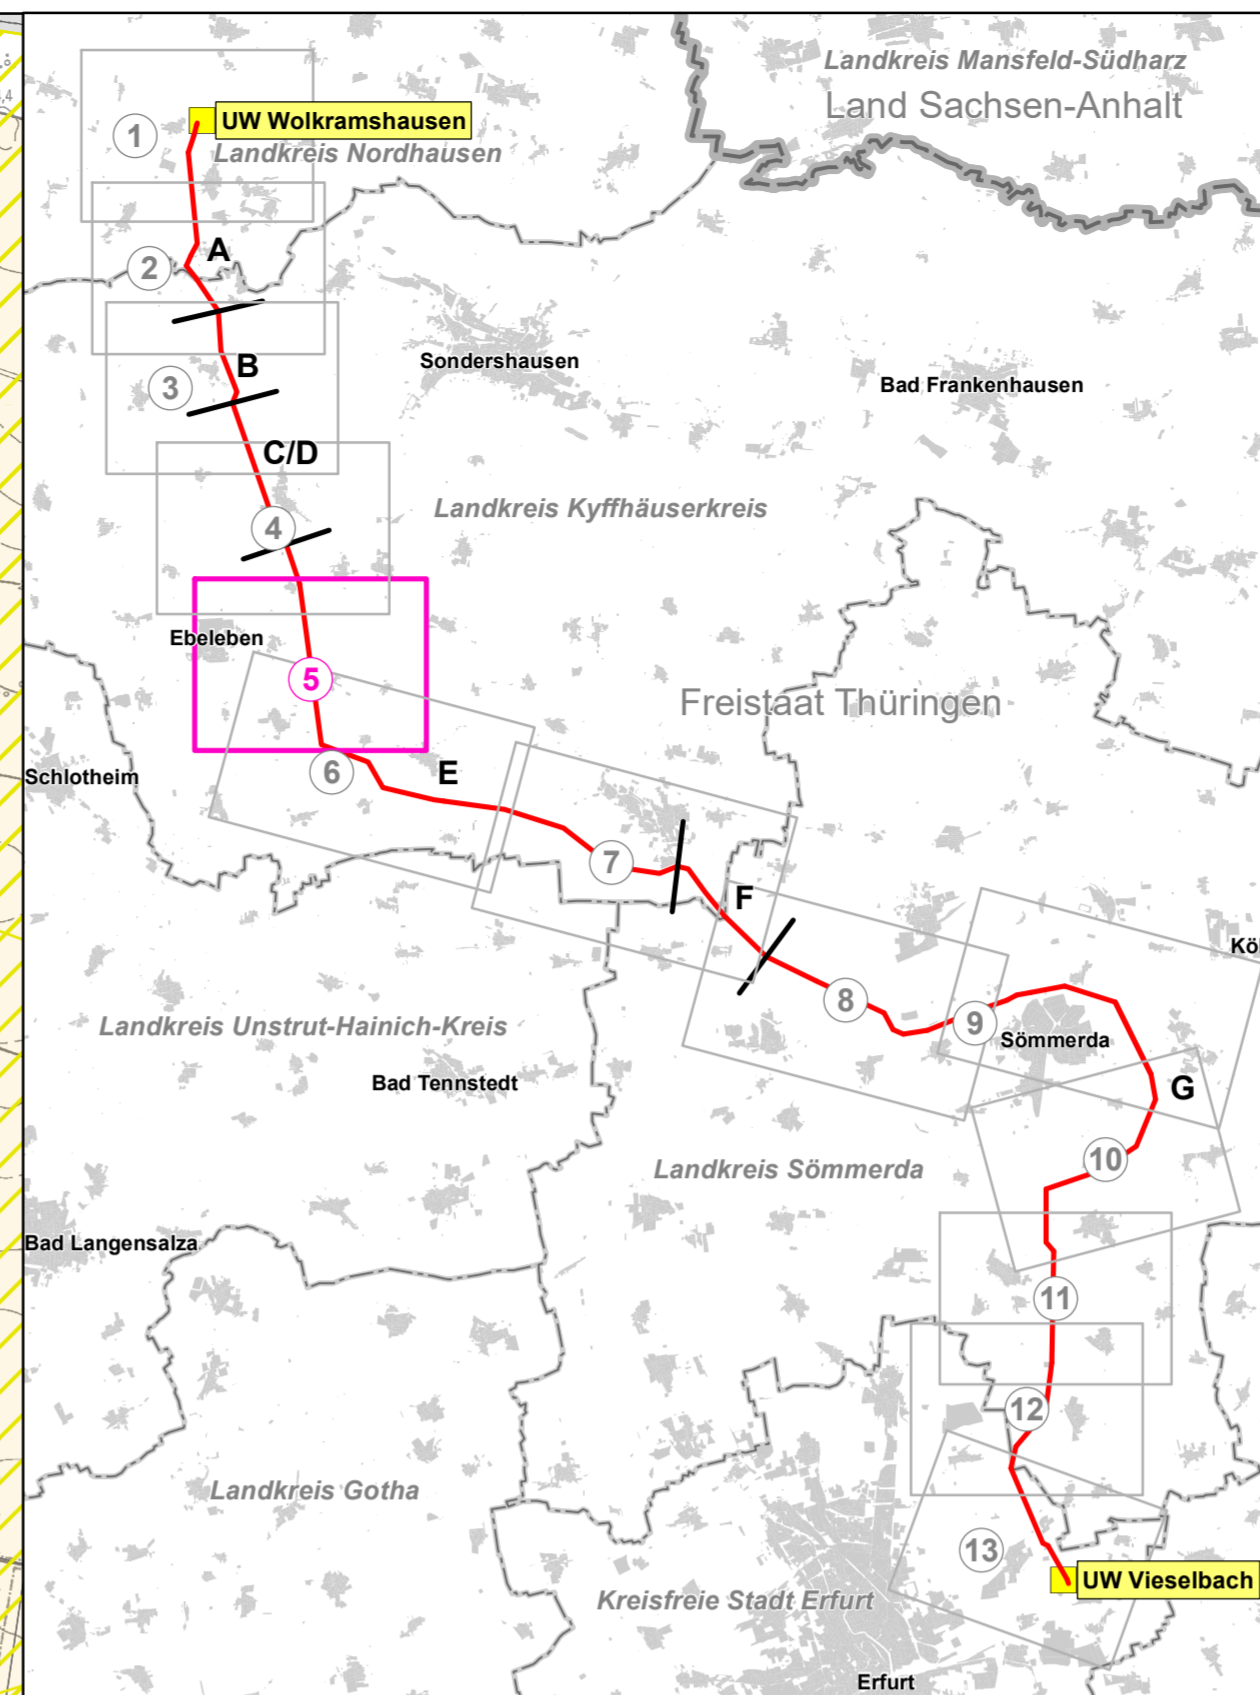 Landkreis Mansfeld-Südharz
Land Sachsen-Anhalt
UW Wolkramshausen
1
Landkreis Nordhausen
A
2
Sondershausen
B
3
Bad Frankenhausen
C/D
Landkreis Kyffhäuserkreis
4
Ebeleben
5
Freistaat Thüringen
Schlotheim
6
E
7
F
Kö
8
9
Sömmerda
Landkreis Unstrut-Hainich-Kreis
Bad Tennstedt
G
10
Landkreis Sömmerda
Bad Langensalza
11
12
Landkreis Gotha
13
UW Vieselbach
Kreisfreie Stadt Erfurt
Erfurt